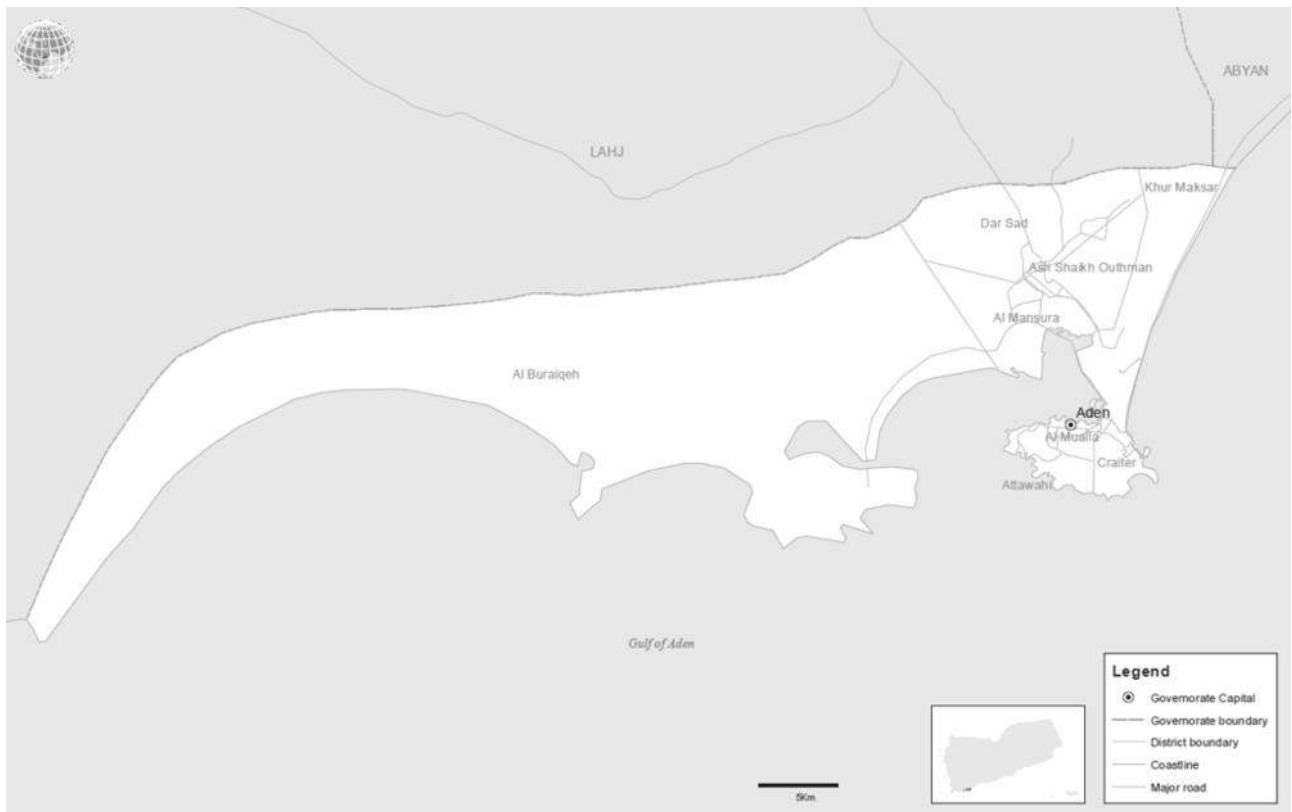 ABYAN
LAHJ
Khur Maksar
Dar Sad
Ash Shaikh Outhman
Al Mansura
Al Buraiqeh
Aden
Al Mualla
Craiter
Attawahi
Gulf of Aden
Legend
Governorate Capital
Governorate boundary
District boundary
Coastline
Major road
5Km